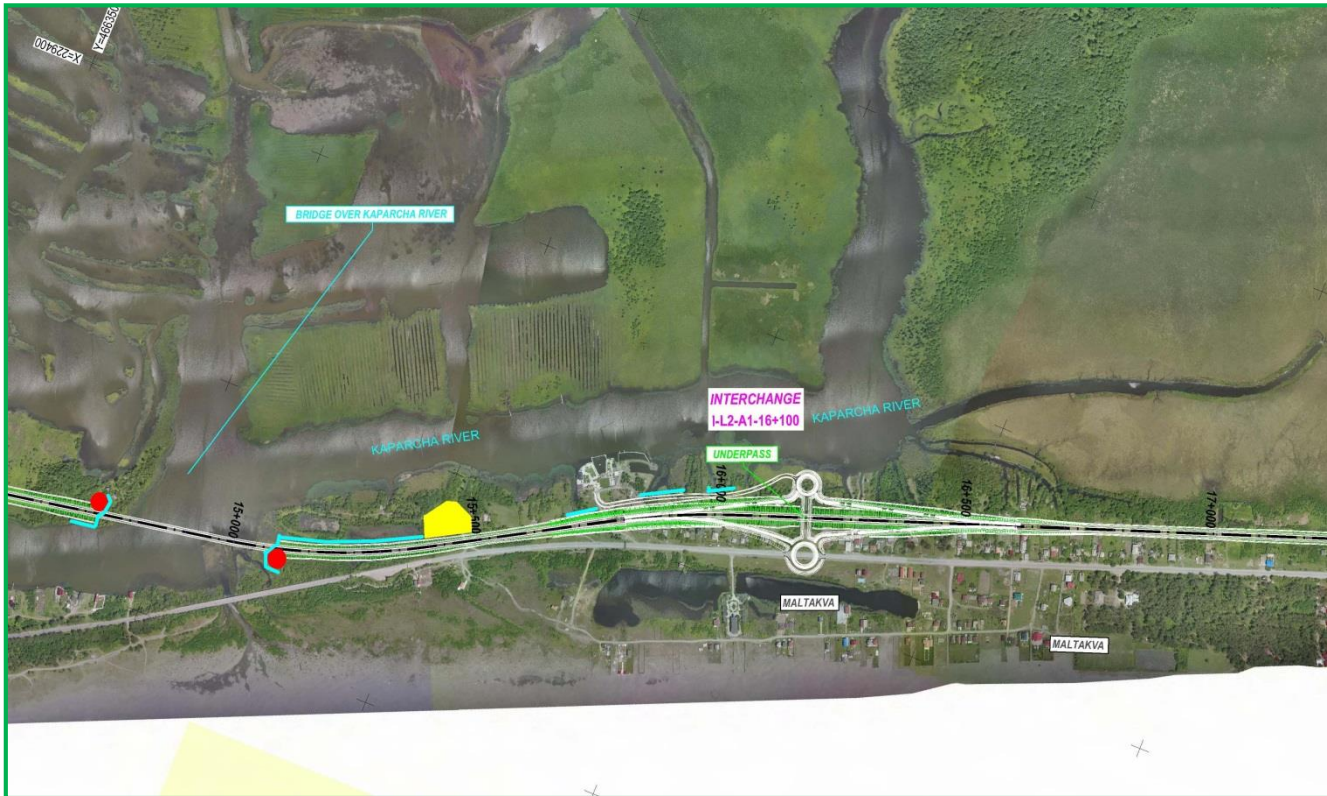 X=229400
BRIDGE OVER KAPARCHA RIVER
INTERCHANGE
I-L2-A1-16+100
KAPARCHA RIVER
KAPARCHA RIVER
UNDERPASS
15+000
15+500
16+000
16+500
17+000
MALTAKVA
MALTAKVA